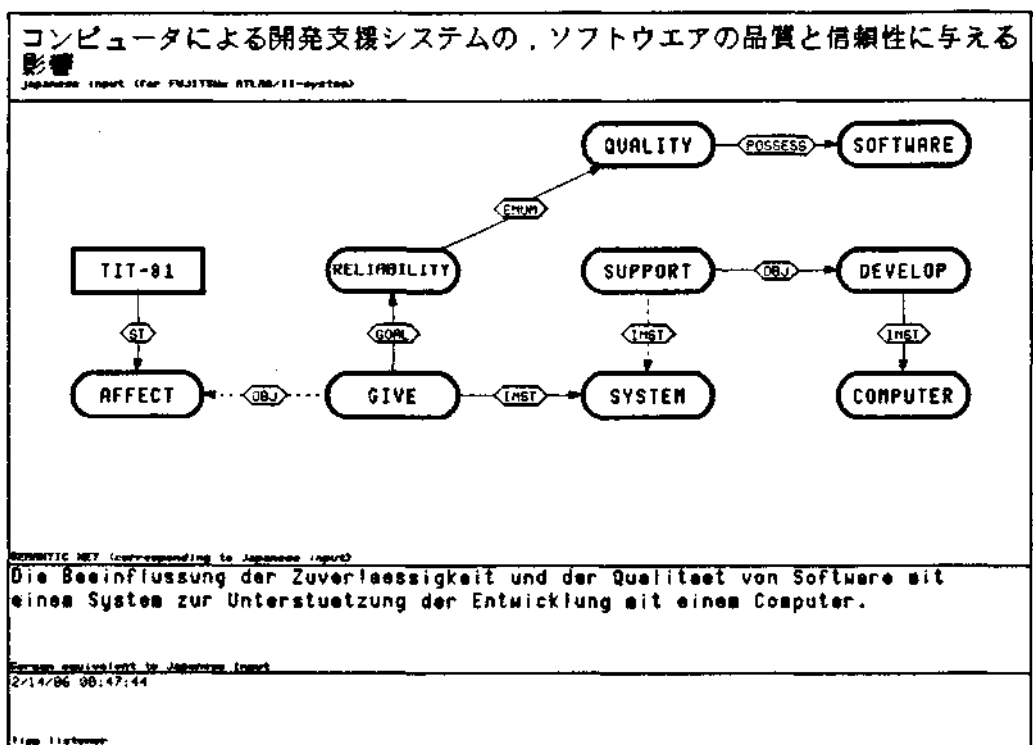 コンピュータによる開発支援システムの，ソフトウエアの品質と信頼性に与える
影響
japanese input (for FUJITSUs ATLAS/II-system)
QUALITY
POSSESS
SOFTWARE
ENUM
TIT-01
RELIABILITY
SUPPORT
OBJ
DEVELOP
ST
GOAL
INST
INST
AFFECT
OBJ
GIVE
INST
SYSTEM
COMPUTER
SEMANTIC NET (corresponding to Japanese input)
Die Beeinflussung der Zuverlaessigkeit und der Qualitaet von Software mit
einem System zur Unterstuetzung der Entwicklung mit einem Computer.
German equivalent to Japanese Input
2/14/86 08:47:44